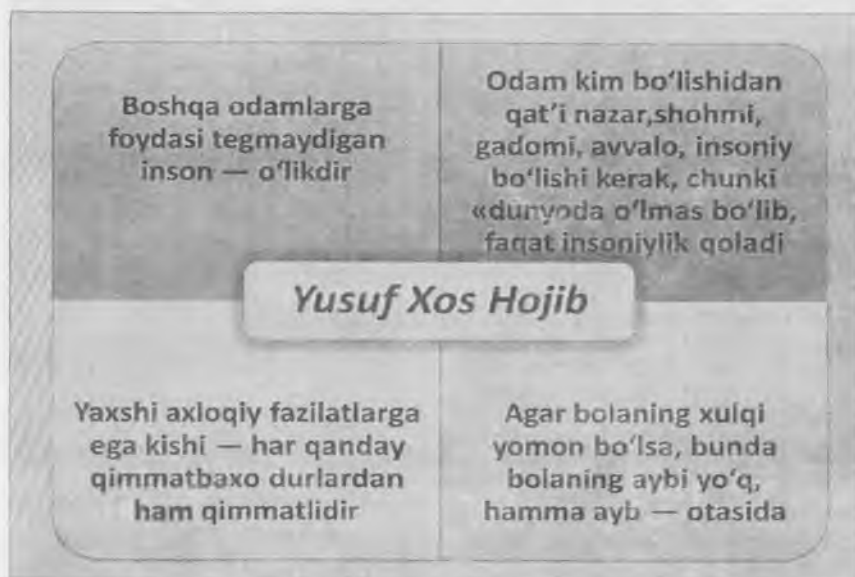 Boshqa odamlarga
foydasi tegmaydigan
inson — o‘likdir
Odam kim bo‘lishidan
qat’i nazar,shohmi,
gadomi, avvalo, insoniy
bo‘lishi kerak, chunki
«dunyoda o‘lmas bo‘lib,
faqat insoniylik qoladi
Yusuf Xos Hojib
Yaxshi axloqiy fazilatlarga
ega kishi — har qanday
qimmatbaxo durlardan
ham qimmatlidir
Agar bolaning xulqi
yomon bo‘lsa, bunda
bolaning aybi yo‘q,
hamma ayb — otasida